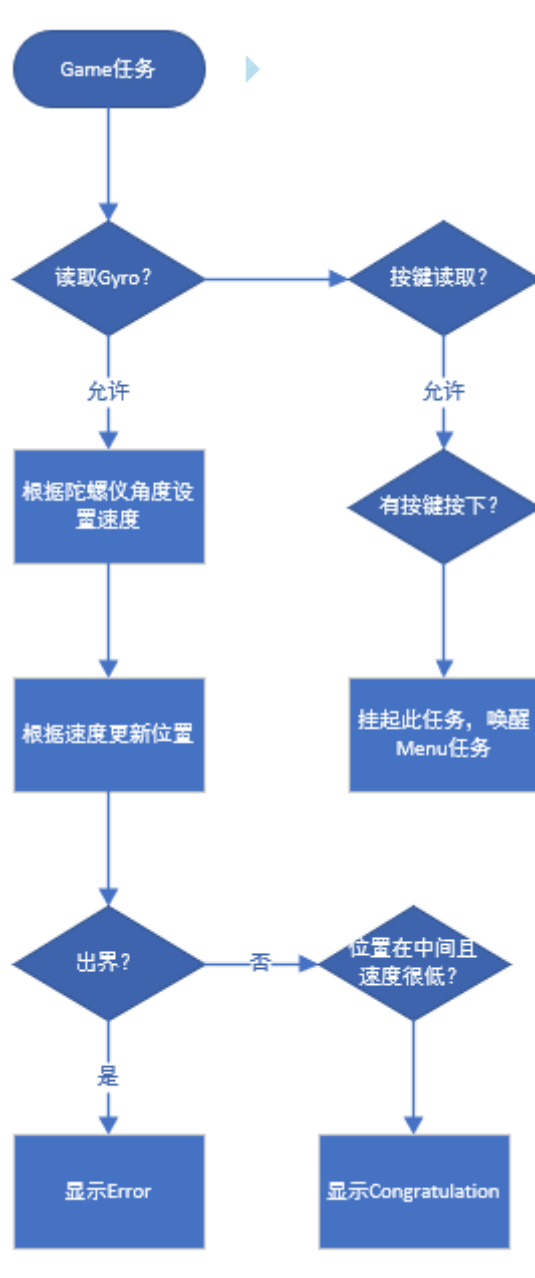 Game任务
读取Gyro?
按键读取?
允许
允许
根据陀螺仪角度设
置速度
有按键按下?
根据速度更新位置
挂起此任务，唤醒
Menu任务
出界?
否
位置在中间且
速度很低?
是
显示Error
显示Congratulation